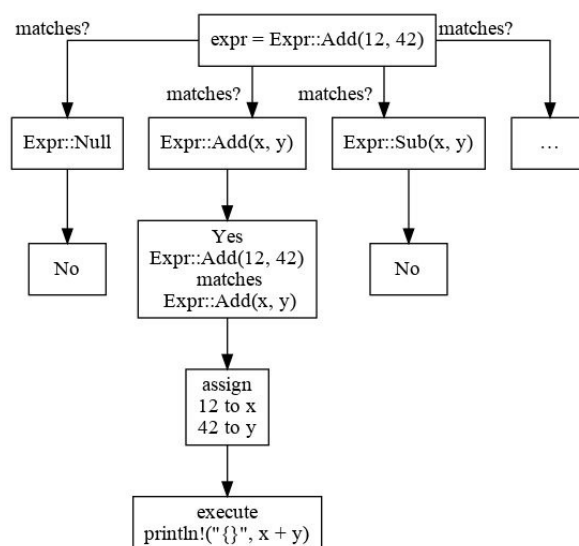 matches?
expr = Expr::Add(12, 42)
matches?
matches?
matches?
Expr::Null
Expr::Add(x, y)
Expr::Sub(x, y)
…
No
Yes
Expr::Add(12, 42)
matches
Expr::Add(x, y)
No
assign
12 to x
42 to y
execute
println!("{}", x + y)